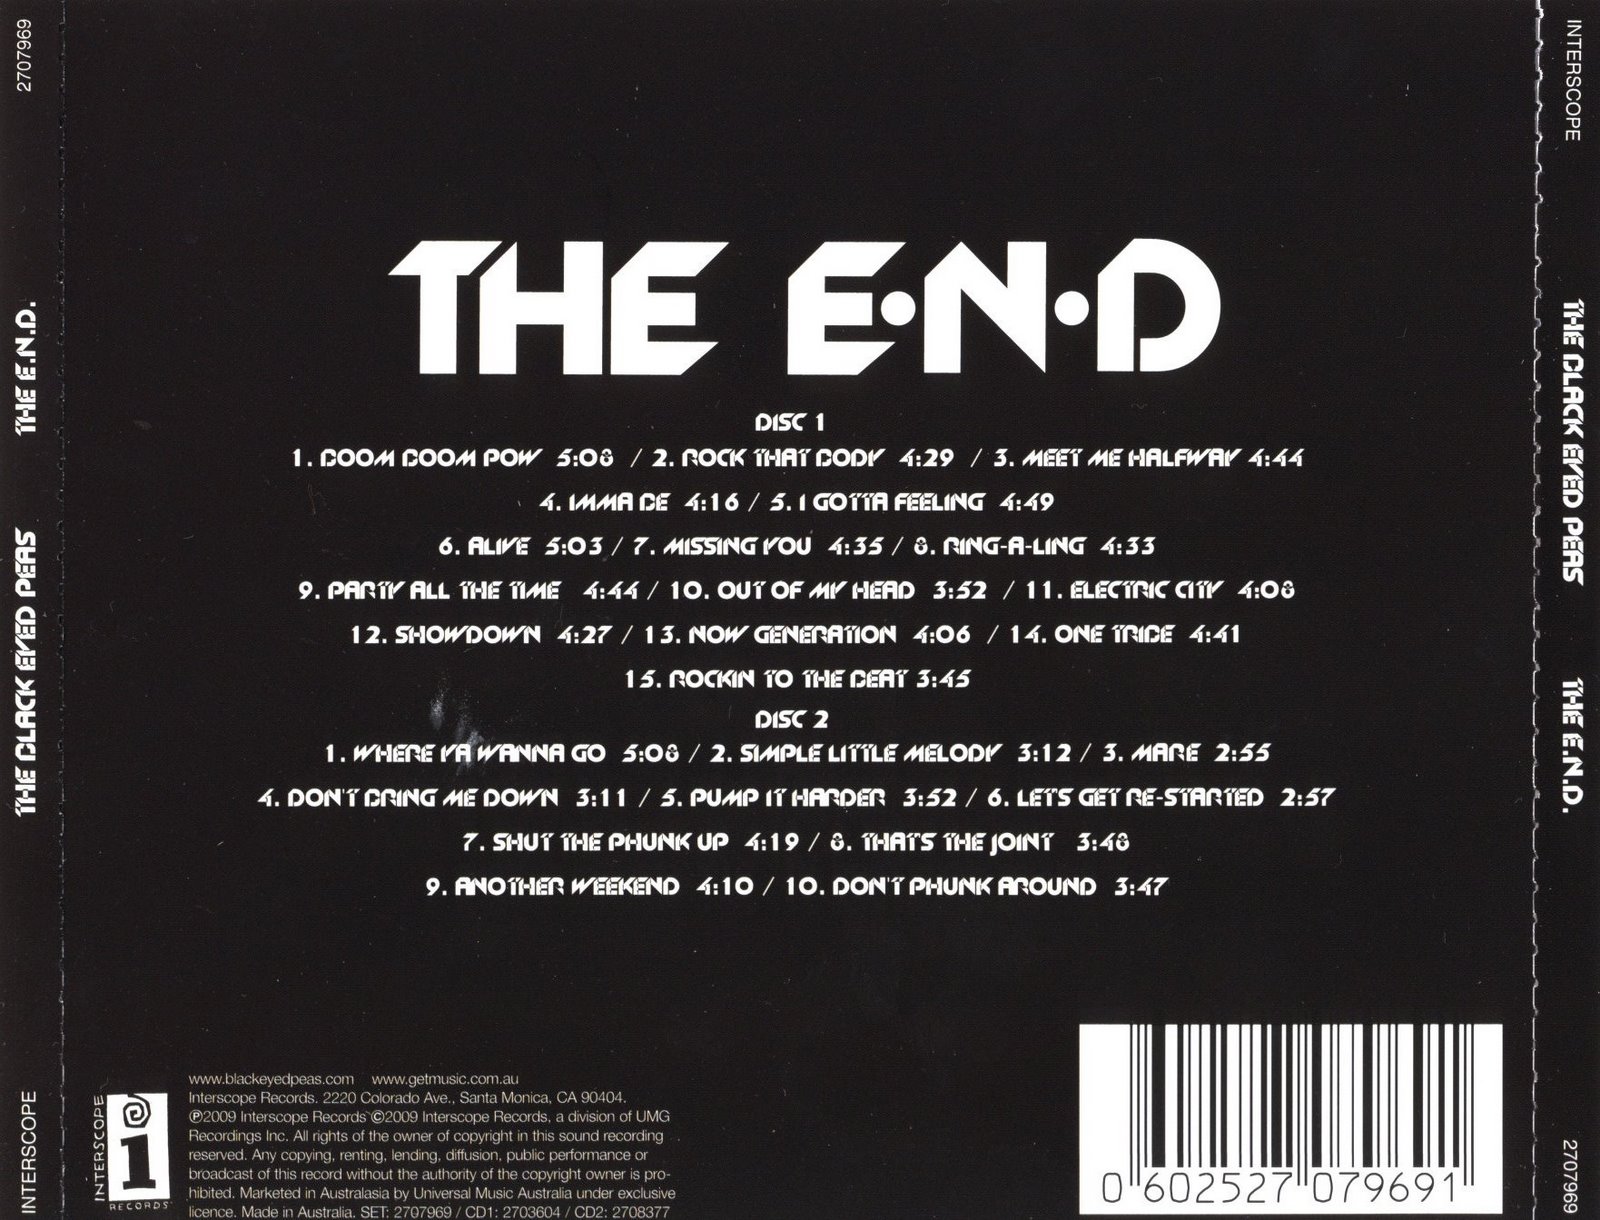 THE E·N·D
DISC 1
1. BOOM BOOM POW 5:08 / 2. ROCK THAT BODY 4:29 / 3. MEET ME HALFWAY 4:44
4. IMMA BE 4:16 / 5. I GOTTA FEELING 4:49
6. ALIVE 5:03 / 7. MISSING YOU 4:35 / 8. RING-A-LING 4:33
9. PARTY ALL THE TIME 4:44 / 10. OUT OF MY HEAD 3:52 / 11. ELECTRIC CITY 4:08
12. SHOWDOWN 4:27 / 13. NOW GENERATION 4:06 / 14. ONE TRIBE 4:41
15. ROCKIN TO THE BEAT 3:45
DISC 2
1. WHERE YA WANNA GO 5:08 / 2. SIMPLE LITTLE MELODY 3:12 / 3. MARE 2:55
4. DON'T BRING ME DOWN 3:11 / 5. PUMP IT HARDER 3:52 / 6. LET'S GET RE-STARTED 2:57
7. SHUT THE PHUNK UP 4:19 / 8. THAT'S THE JOINT 3:48
9. ANOTHER WEEKEND 4:10 / 10. DON'T PHUNK AROUND 3:47
INTERSCOPE
i
RECORDS
www.blackeyedpeas.com www.getmusic.com.au
Interscope Records. 2220 Colorado Ave., Santa Monica, CA 90404.
℗2009 Interscope Records ©2009 Interscope Records, a division of UMG
Recordings Inc. All rights of the owner of copyright in this sound recording
reserved. Any copying, renting, lending, diffusion, public performance or
broadcast of this record without the authority of the copyright owner is pro-
hibited. Marketed in Australasia by Universal Music Australia under exclusive
licence. Made in Australia. SET: 2707969 / CD1: 2703604 / CD2: 2708377
0 602527 079691
INTERSCOPE THE BLACK EYED PEAS THE E.N.D. 2707969
INTERSCOPE THE BLACK EYED PEAS THE E.N.D. 2707969